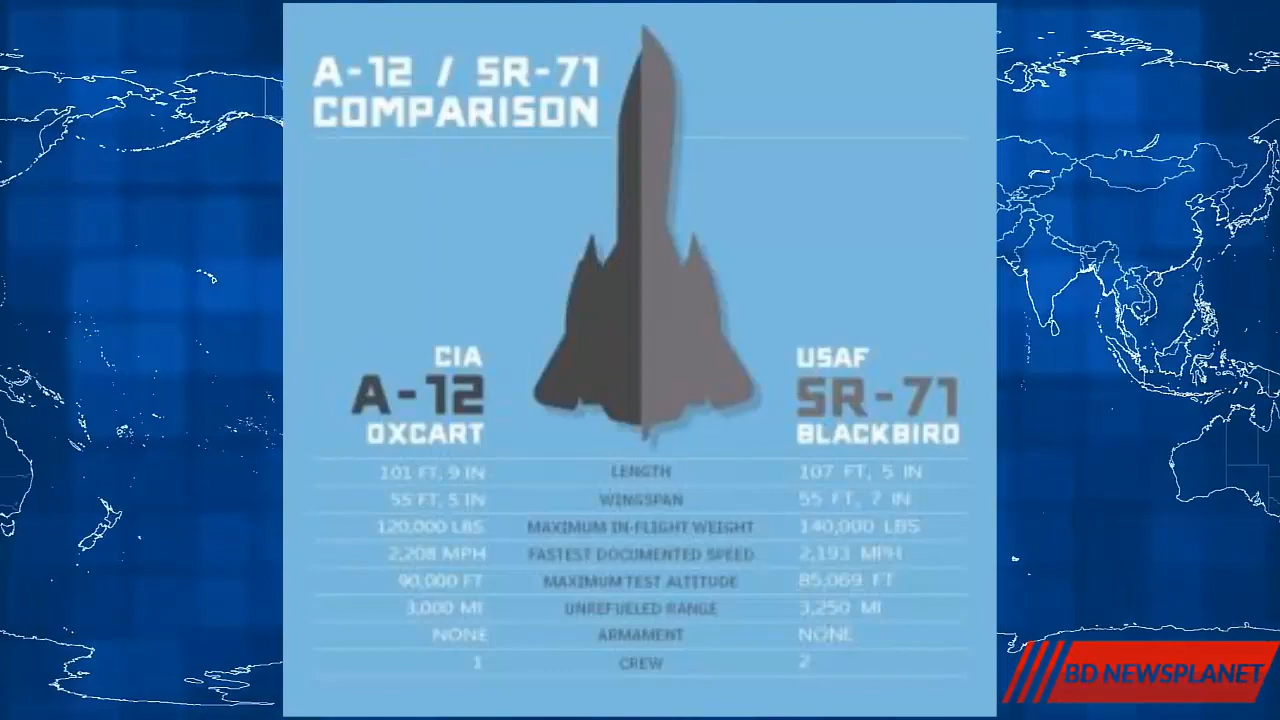 A-12 / SR-71
COMPARISON
CIA
A-12
OXCART
USAF
SR-71
BLACKBIRD
101 FT, 9 IN LENGTH 107 FT, 5 IN
55 FT, 5 IN WINGSPAN 55 FT, 7 IN
120,000 LBS MAXIMUM IN-FLIGHT WEIGHT 140,000 LBS
2,208 MPH FASTEST DOCUMENTED SPEED 2,193 MPH
90,000 FT MAXIMUM TEST ALTITUDE 85,069 FT
3,000 MI UNREFUELED RANGE 3,250 MI
NONE ARMAMENT NONE
1 CREW 2
BD NEWSPLANET